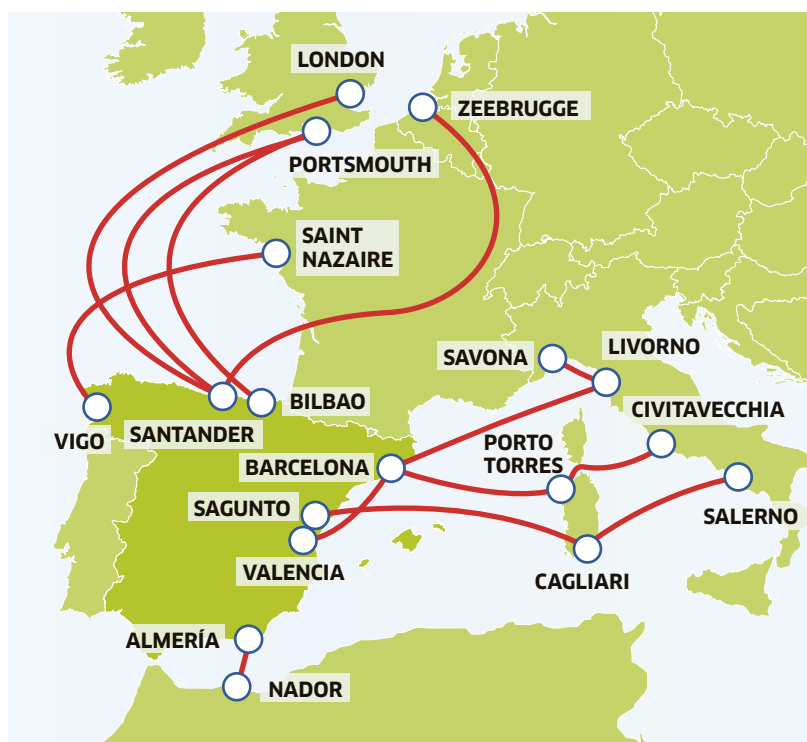 LONDON
ZEEBRUGGE
PORTSMOUTH
SAINT
NAZAIRE
SAVONA
LIVORNO
BILBAO
CIVITAVECCHIA
VIGO
SANTANDER
PORTO
TORRES
BARCELONA
SAGUNTO
SALERNO
VALENCIA
CAGLIARI
ALMERÍA
NADOR